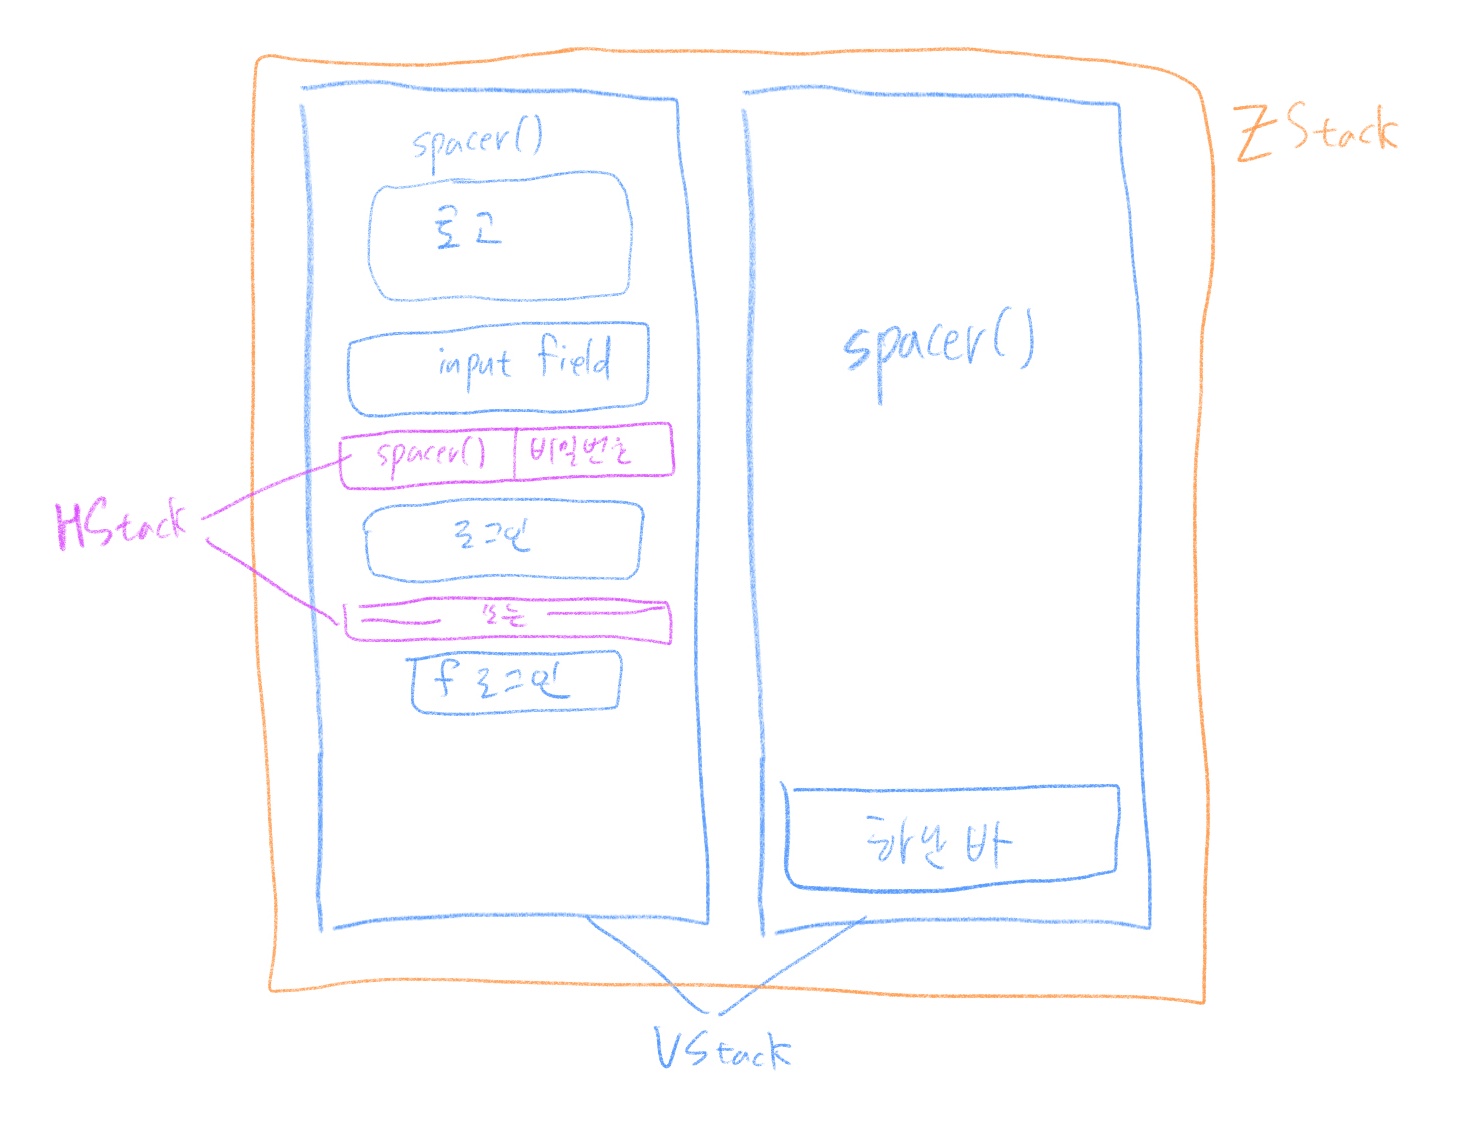 ZStack
spacer()
로고
input field
spacer() 비밀번호
HStack
로그인
또는
f 로그인
spacer()
하단 바
VStack